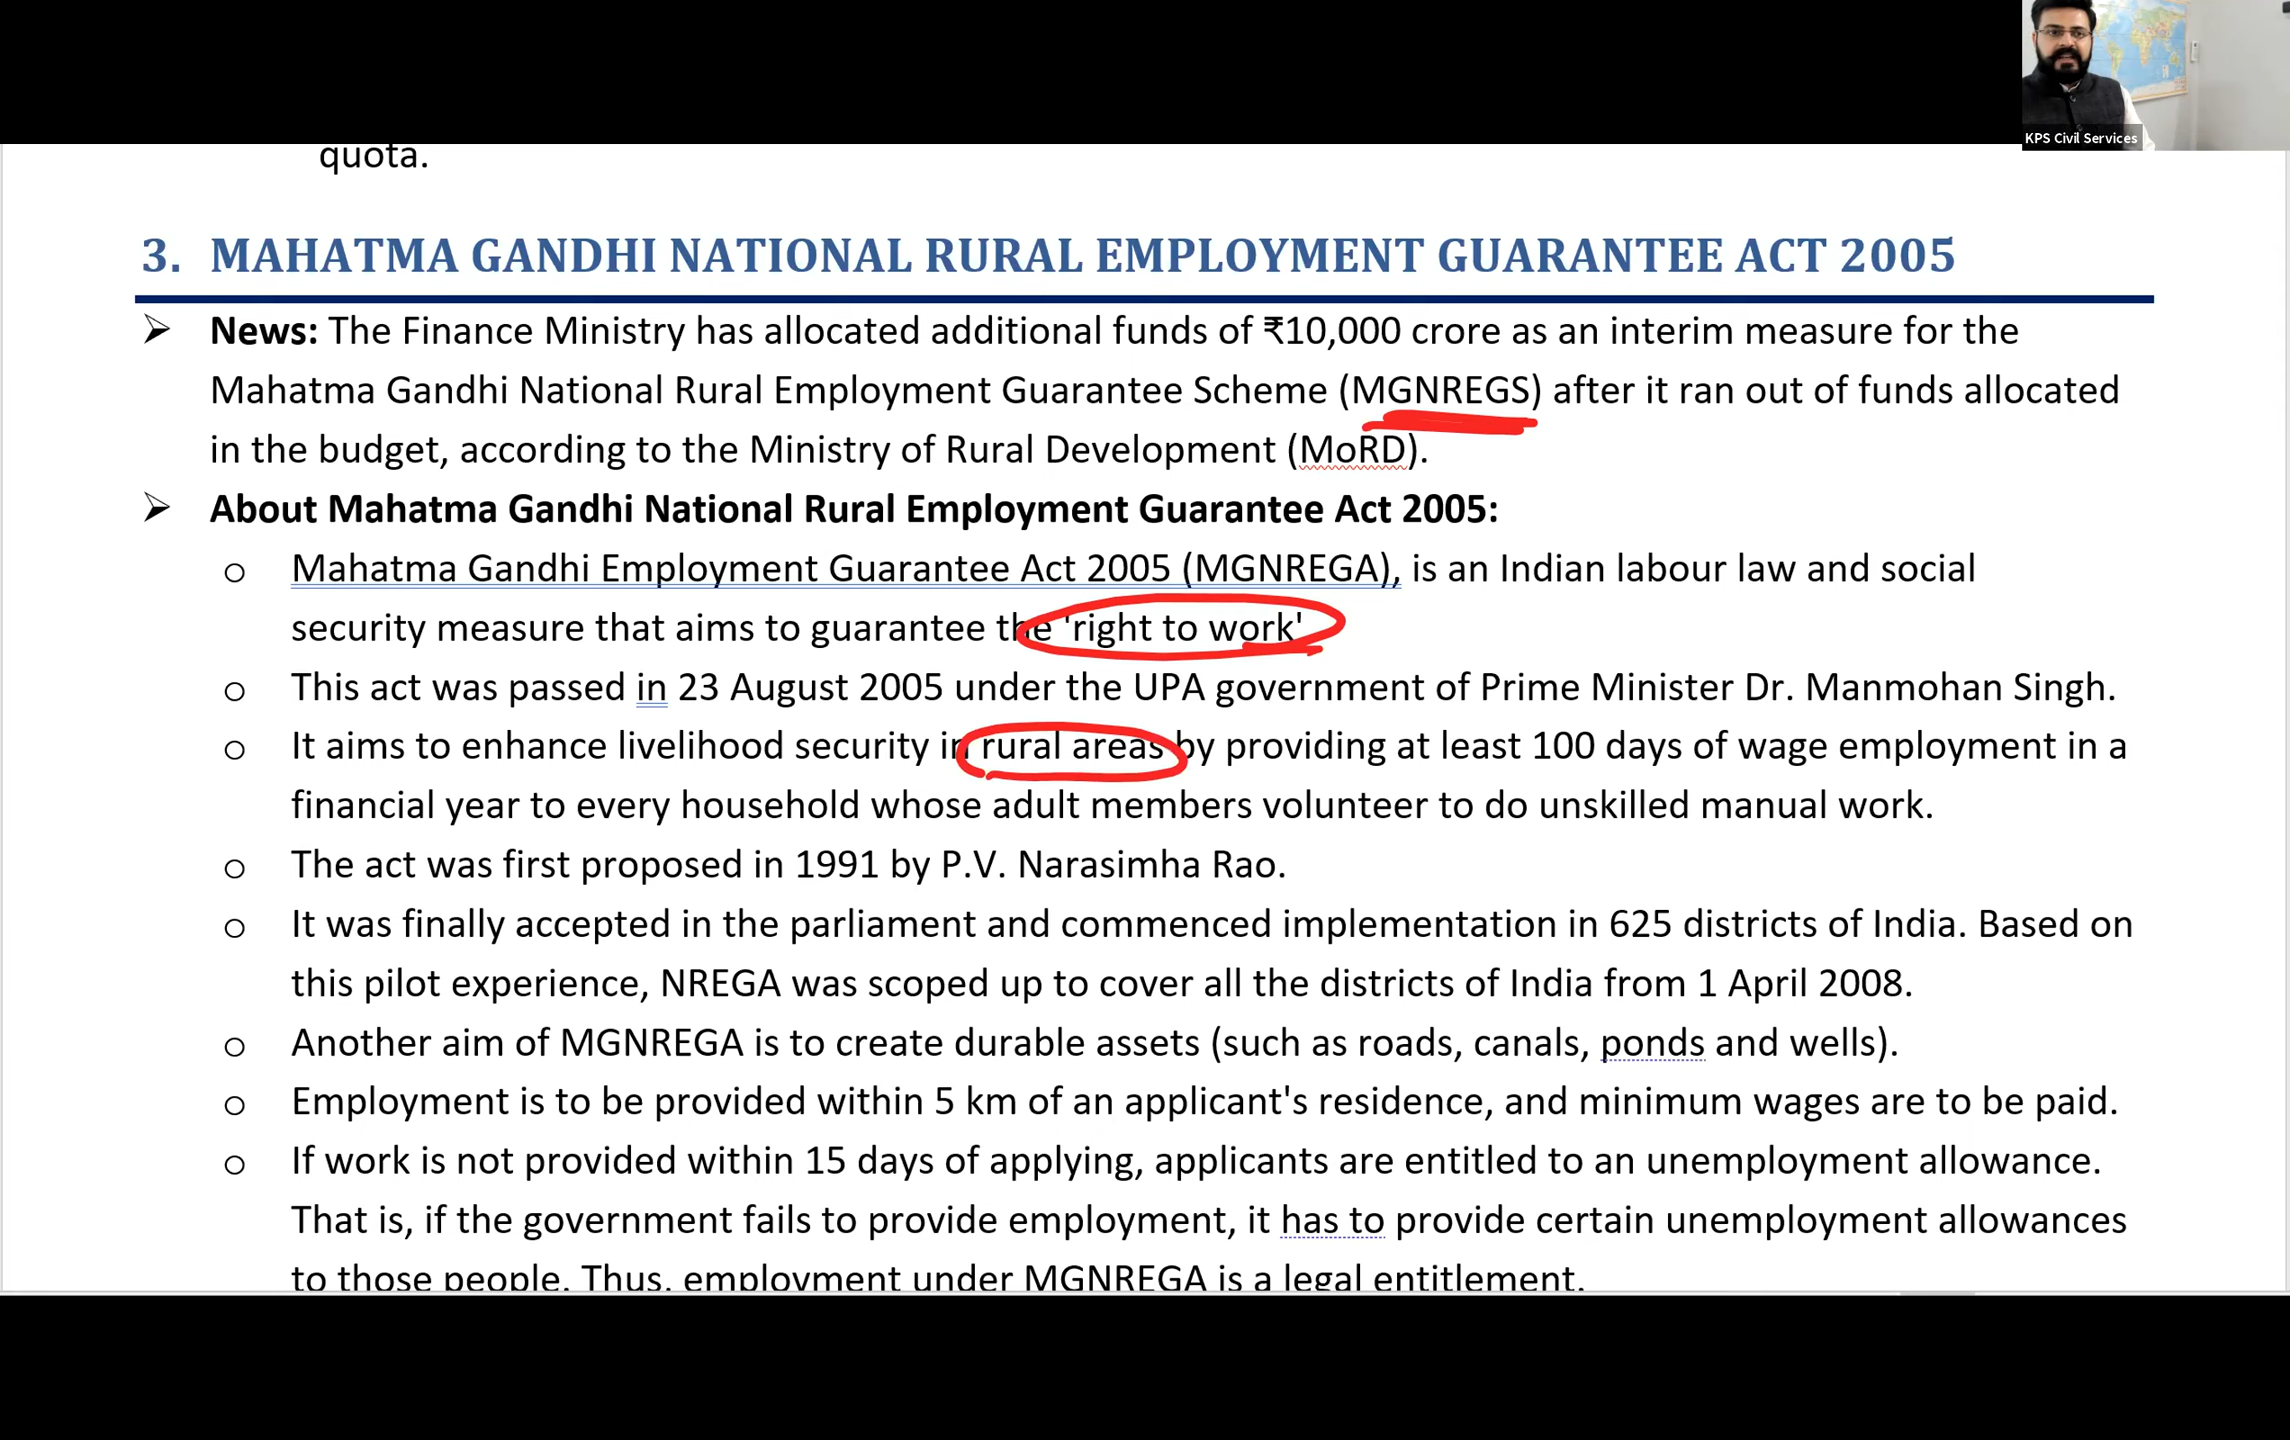 KPS Civil Services
quota.
3. MAHATMA GANDHI NATIONAL RURAL EMPLOYMENT GUARANTEE ACT 2005
➢ News: The Finance Ministry has allocated additional funds of ₹10,000 crore as an interim measure for the
Mahatma Gandhi National Rural Employment Guarantee Scheme (MGNREGS) after it ran out of funds allocated
in the budget, according to the Ministry of Rural Development (MoRD).
➢ About Mahatma Gandhi National Rural Employment Guarantee Act 2005:
o Mahatma Gandhi Employment Guarantee Act 2005 (MGNREGA), is an Indian labour law and social
security measure that aims to guarantee the 'right to work'
o This act was passed in 23 August 2005 under the UPA government of Prime Minister Dr. Manmohan Singh.
o It aims to enhance livelihood security in rural areas by providing at least 100 days of wage employment in a
financial year to every household whose adult members volunteer to do unskilled manual work.
o The act was first proposed in 1991 by P.V. Narasimha Rao.
o It was finally accepted in the parliament and commenced implementation in 625 districts of India. Based on
this pilot experience, NREGA was scoped up to cover all the districts of India from 1 April 2008.
o Another aim of MGNREGA is to create durable assets (such as roads, canals, ponds and wells).
o Employment is to be provided within 5 km of an applicant's residence, and minimum wages are to be paid.
o If work is not provided within 15 days of applying, applicants are entitled to an unemployment allowance.
That is, if the government fails to provide employment, it has to provide certain unemployment allowances
to those people. Thus, employment under MGNREGA is a legal entitlement.